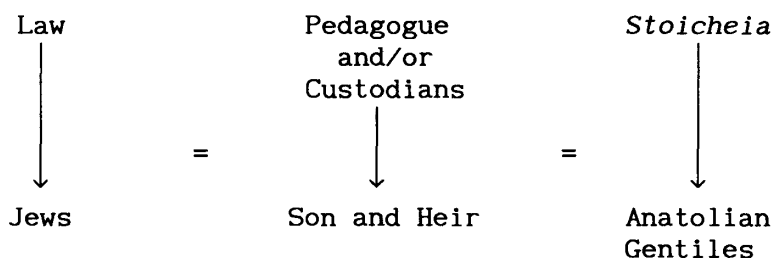 Law Pedagogue Stoicheia
and/or
Custodians
= =
Jews Son and Heir Anatolian
Gentiles